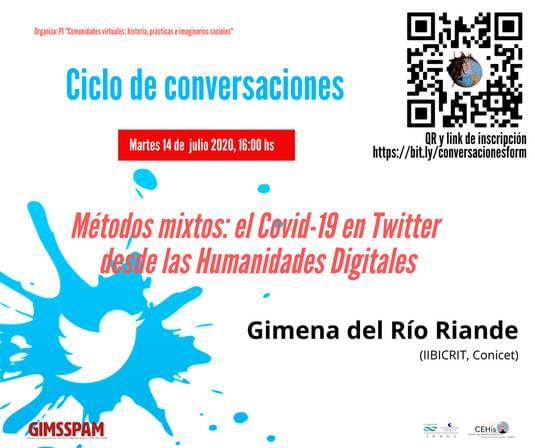 Organiza: PI "Comunidades virtuales: historia, prácticas e imaginarios sociales"
Ciclo de conversaciones
Martes 14 de julio 2020, 16:00 hs
QR y link de inscripción
https://bit.ly/conversacionesform
Métodos mixtos: el Covid-19 en Twitter
desde las Humanidades Digitales
Gimena del Río Riande
(IIBICRIT, Conicet)
GIMSSPAM
CEHis